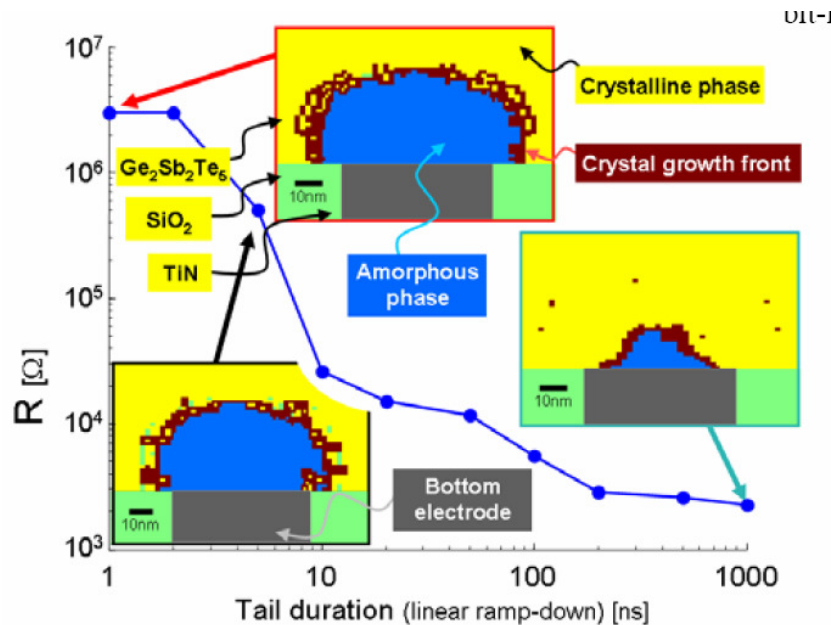 10⁷
10⁶
10⁵
10⁴
10³
R [Ω]
Crystalline phase
Ge₂Sb₂Te₅
Crystal growth front
10nm
SiO₂
TiN
Amorphous
phase
10nm
10nm
Bottom
electrode
1
10
100
1000
Tail duration (linear ramp-down) [ns]